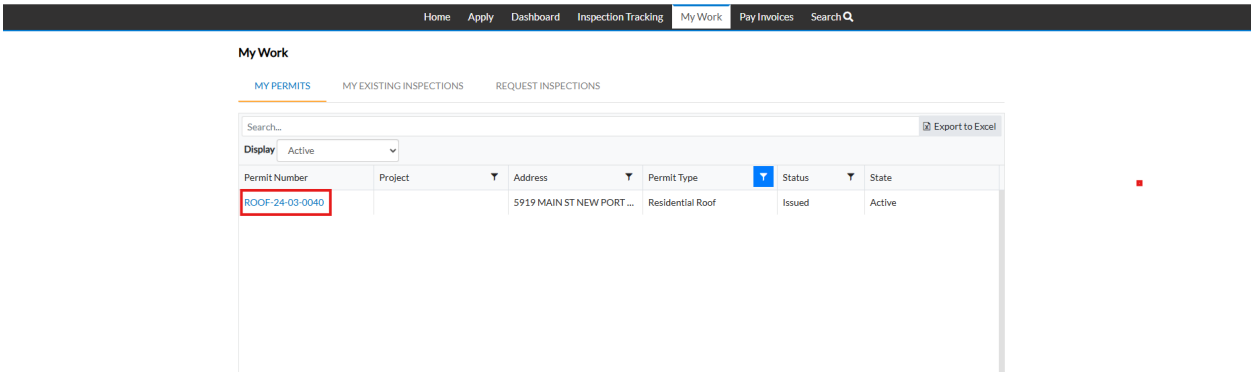 Home Apply Dashboard Inspection Tracking My Work Pay Invoices Search
My Work
MY PERMITS MY EXISTING INSPECTIONS REQUEST INSPECTIONS
Search... Export to Excel
Display Active
Permit Number Project Address Permit Type Status State
ROOF-24-03-0040 5919 MAIN ST NEW PORT ... Residential Roof Issued Active